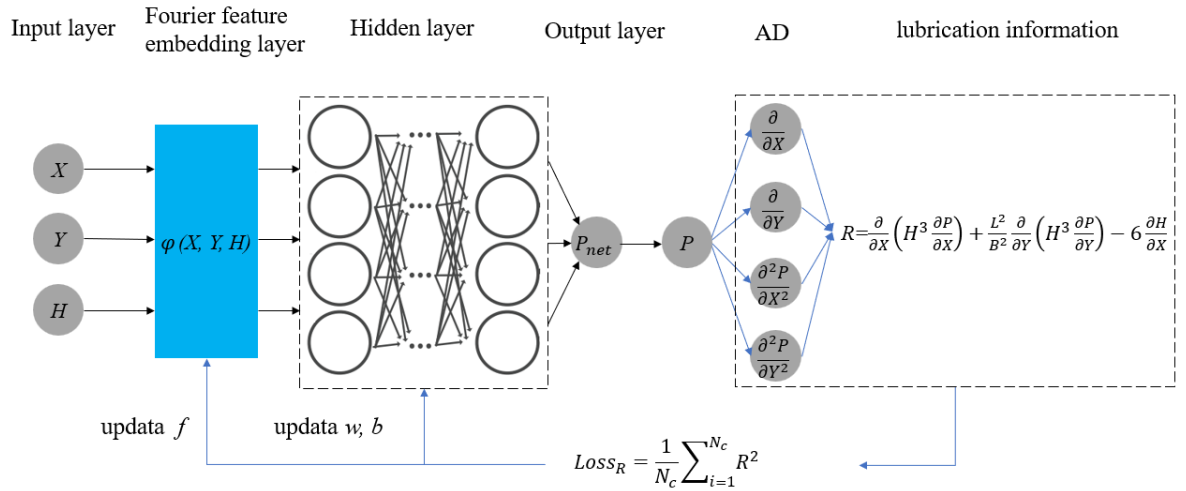 Input layer
Fourier feature
embedding layer
Hidden layer
Output layer
AD
lubrication information
X
Y
H
φ (X, Y, H)
P_net
P
∂/∂X
∂/∂Y
∂²P/∂X²
∂²P/∂Y²
R=∂/∂X(H³ ∂P/∂X) + L²/B² ∂/∂Y(H³ ∂P/∂Y) − 6 ∂H/∂X
updata f
updata w, b
Loss_R = 1/N_c ∑_{i=1}^{N_c} R²